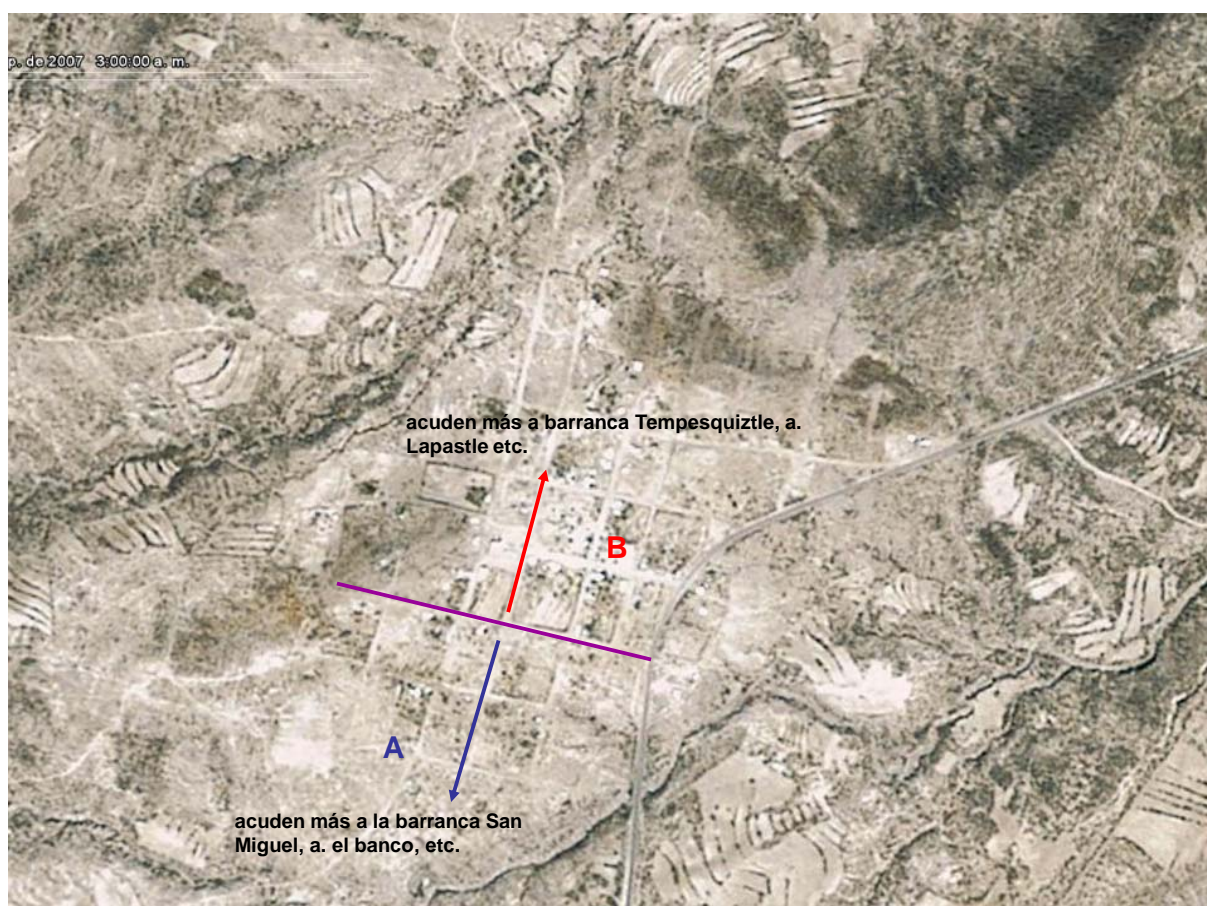 p. de 2007 3:00:00 a. m.
acuden más a barranca Tempesquiztle, a.
Lapastle etc.
B
A
acuden más a la barranca San
Miguel, a. el banco, etc.